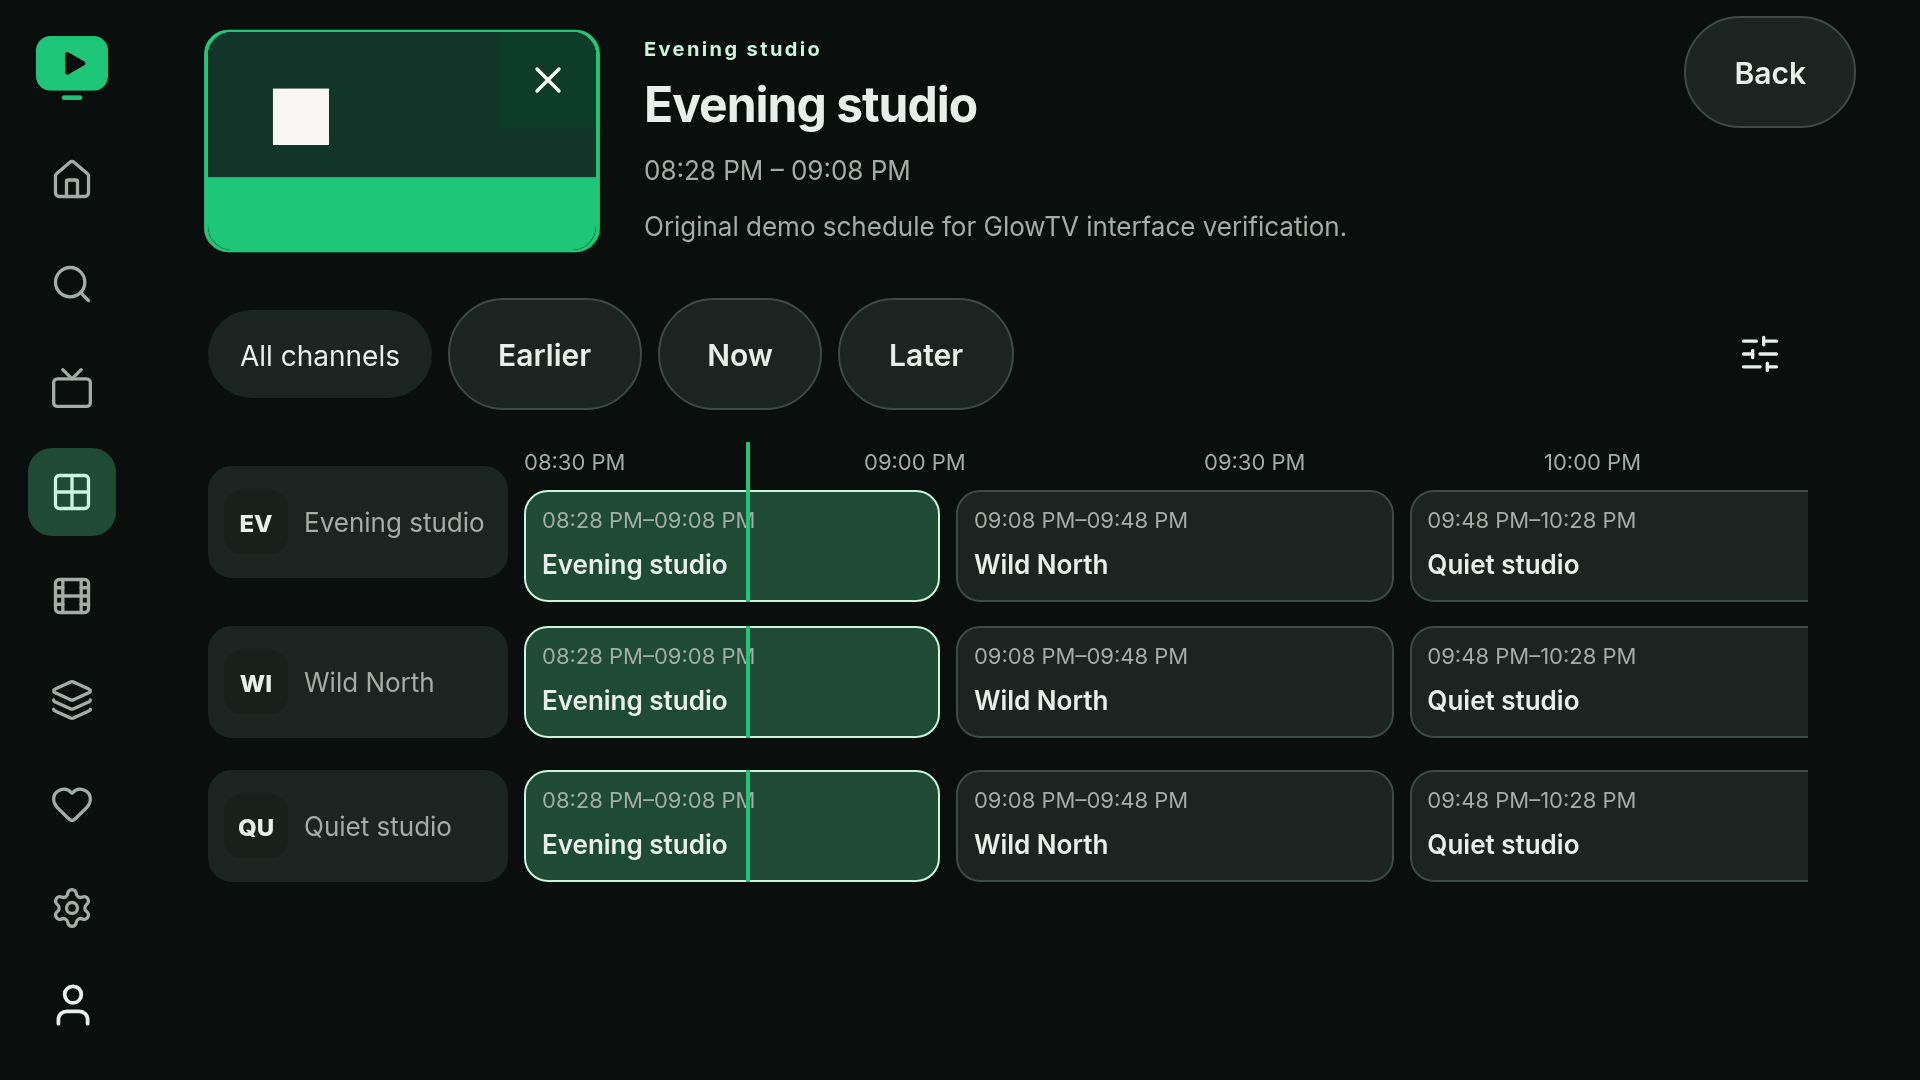 Evening studio
Evening studio
08:28 PM – 09:08 PM
Original demo schedule for GlowTV interface verification.
Back
All channels
Earlier
Now
Later
08:30 PM
09:00 PM
09:30 PM
10:00 PM
EV
Evening studio
08:28 PM–09:08 PM
Evening studio
09:08 PM–09:48 PM
Wild North
09:48 PM–10:28 PM
Quiet studio
WI
Wild North
08:28 PM–09:08 PM
Evening studio
09:08 PM–09:48 PM
Wild North
09:48 PM–10:28 PM
Quiet studio
QU
Quiet studio
08:28 PM–09:08 PM
Evening studio
09:08 PM–09:48 PM
Wild North
09:48 PM–10:28 PM
Quiet studio